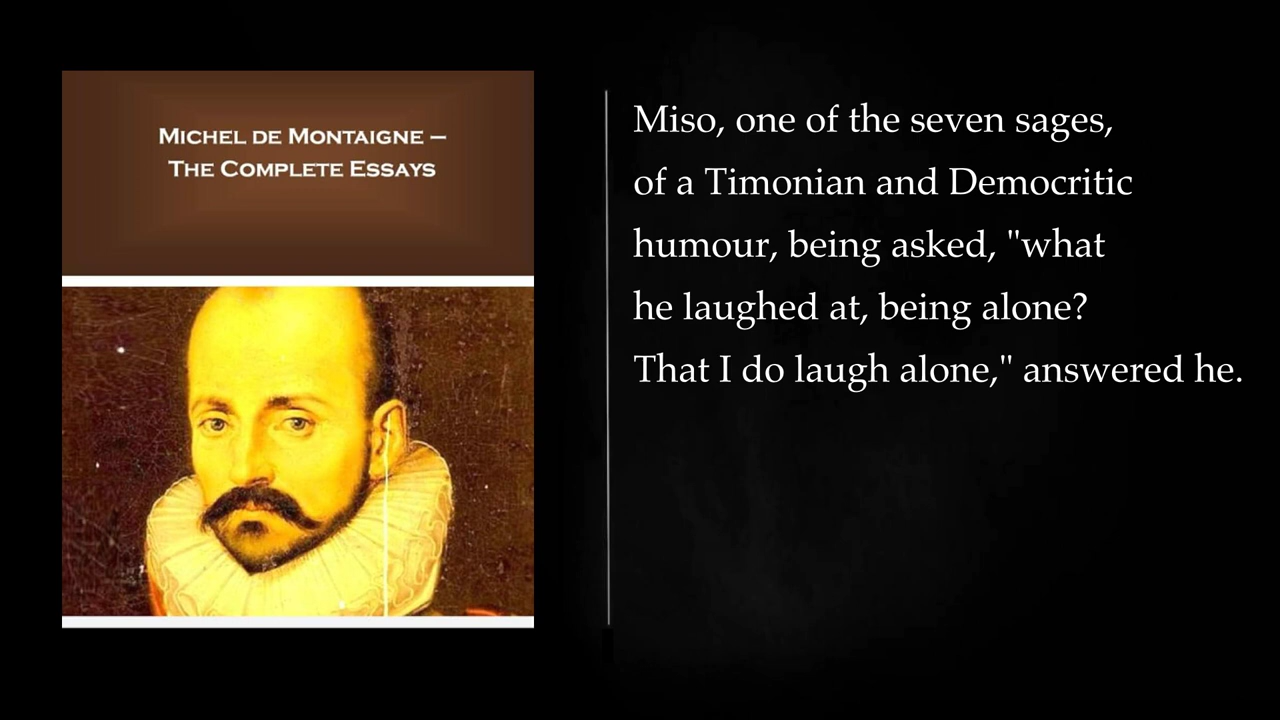 MICHEL DE MONTAIGNE –
THE COMPLETE ESSAYS
Miso, one of the seven sages,
of a Timonian and Democritic
humour, being asked, "what
he laughed at, being alone?
That I do laugh alone," answered he.